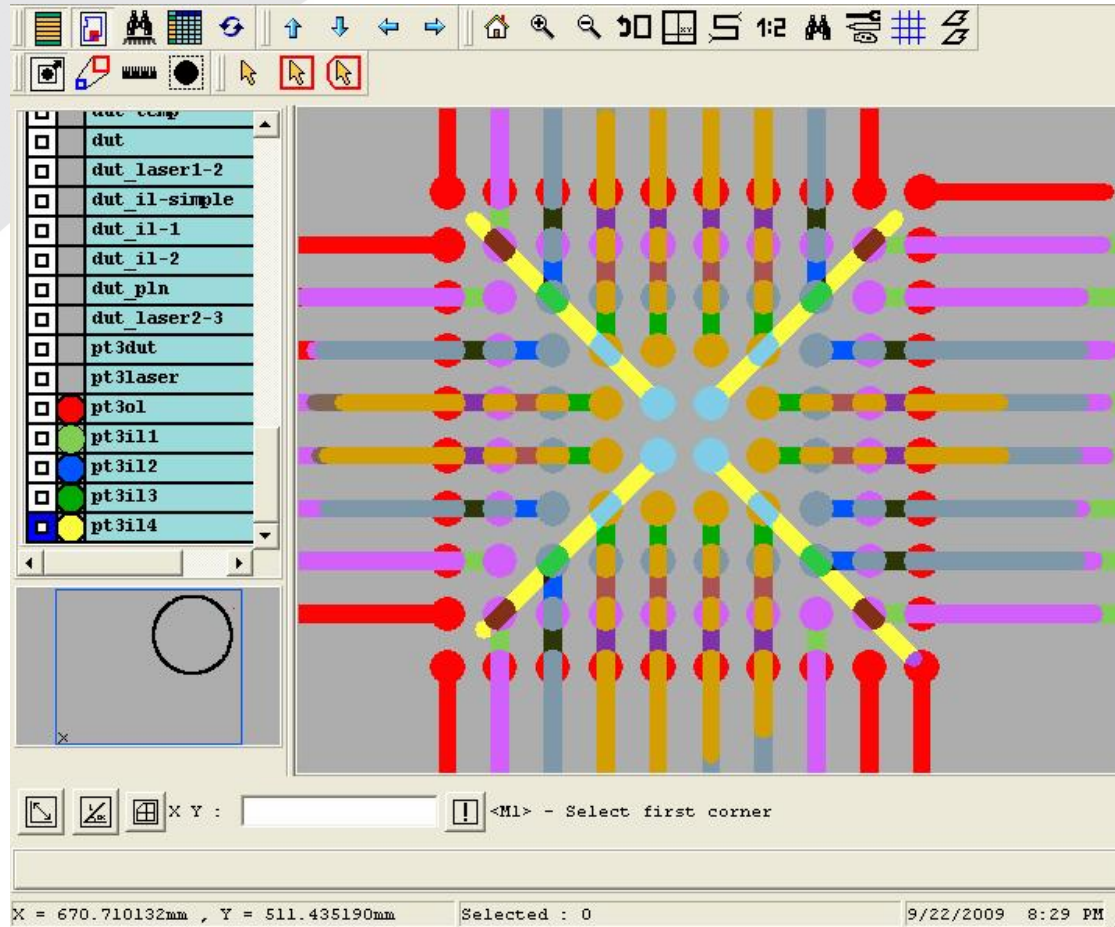 1:2
dut
dut_laser1-2
dut_il-simple
dut_il-1
dut_il-2
dut_pln
dut_laser2-3
pt3dut
pt3laser
pt3ol
pt3il1
pt3il2
pt3il3
pt3il4
X Y :
<M1> - Select first corner
X = 670.710132mm , Y = 511.435190mm
Selected : 0
9/22/2009 8:29 PM